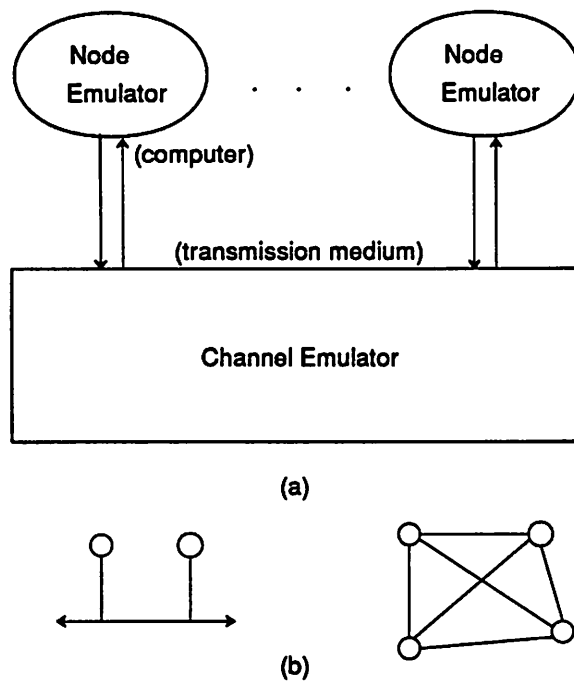 Node
Emulator
. . .
Node
Emulator
(computer)
(transmission medium)
Channel Emulator
(a)
(b)